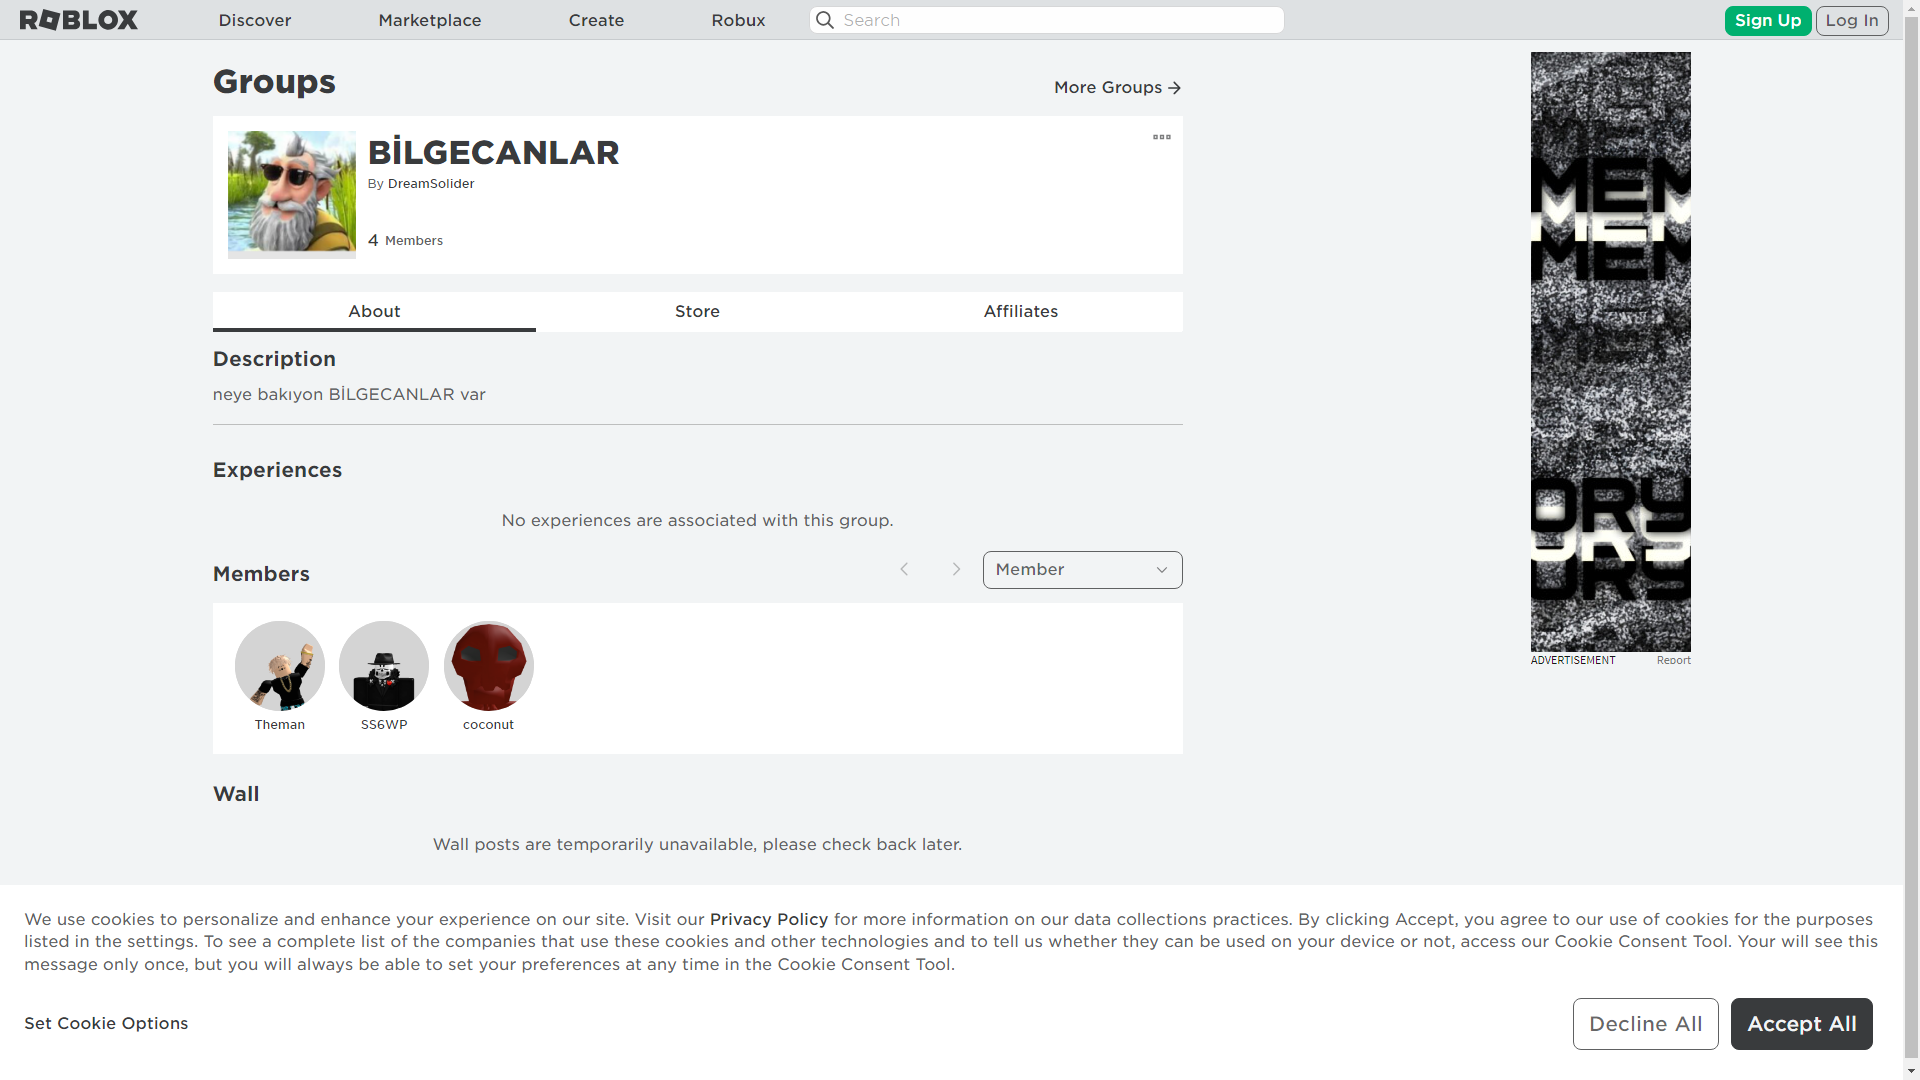 ROBLOX Discover Marketplace Create Robux Search Sign Up Log In
Groups
More Groups
BİLGECANLAR
By DreamSolider
4 Members
About Store Affiliates
Description
neye bakıyon BİLGECANLAR var
Experiences
No experiences are associated with this group.
Members
Member
Theman SS6WP coconut
Wall
Wall posts are temporarily unavailable, please check back later.
MEM
MEM
MEM
ORY
ORY
ORY
ADVERTISEMENT Report
We use cookies to personalize and enhance your experience on our site. Visit our Privacy Policy for more information on our data collections practices. By clicking Accept, you agree to our use of cookies for the purposes
listed in the settings. To see a complete list of the companies that use these cookies and other technologies and to tell us whether they can be used on your device or not, access our Cookie Consent Tool. Your will see this
message only once, but you will always be able to set your preferences at any time in the Cookie Consent Tool.
Set Cookie Options
Decline All Accept All